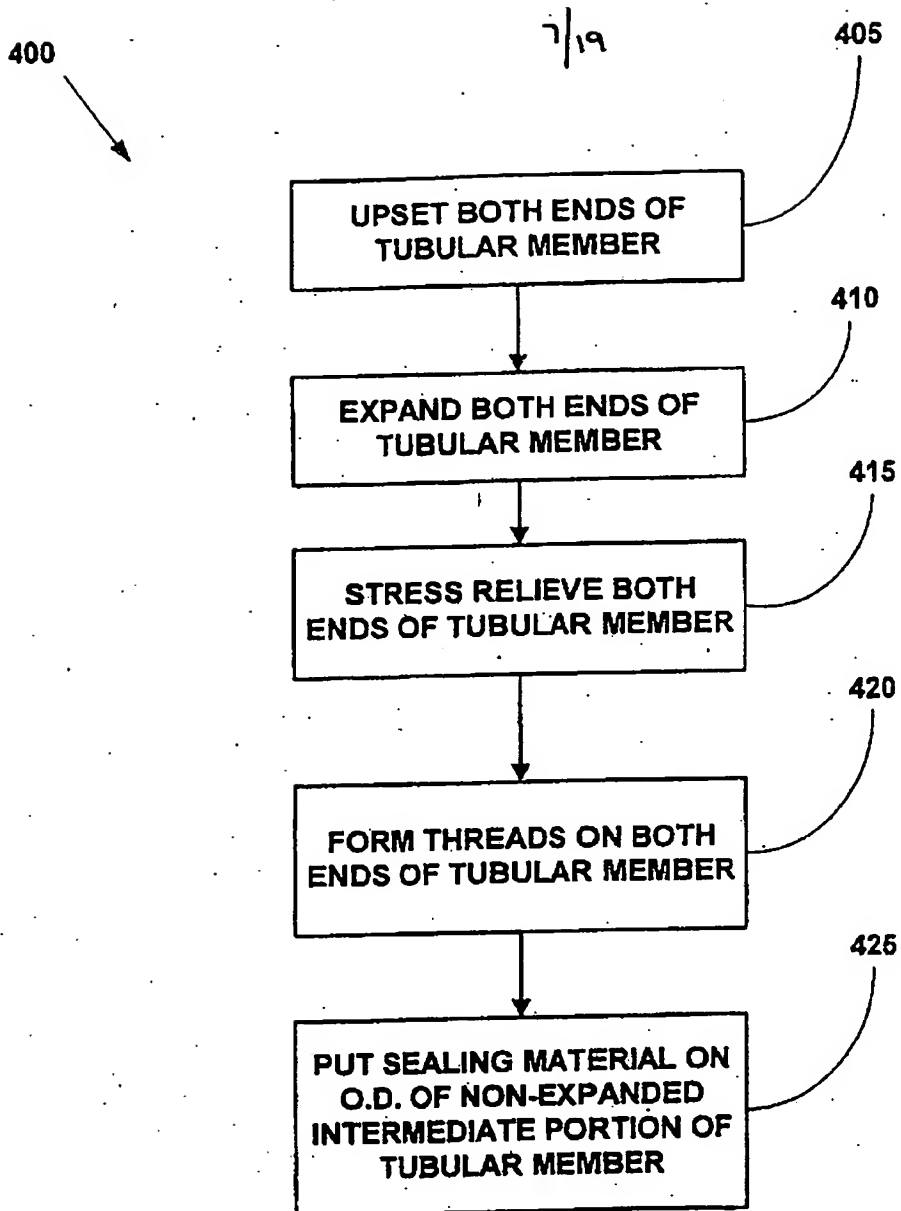 7/19
400
405
UPSET BOTH ENDS OF
TUBULAR MEMBER
410
EXPAND BOTH ENDS OF
TUBULAR MEMBER
415
STRESS RELIEVE BOTH
ENDS OF TUBULAR MEMBER
420
FORM THREADS ON BOTH
ENDS OF TUBULAR MEMBER
425
PUT SEALING MATERIAL ON
O.D. OF NON-EXPANDED
INTERMEDIATE PORTION OF
TUBULAR MEMBER